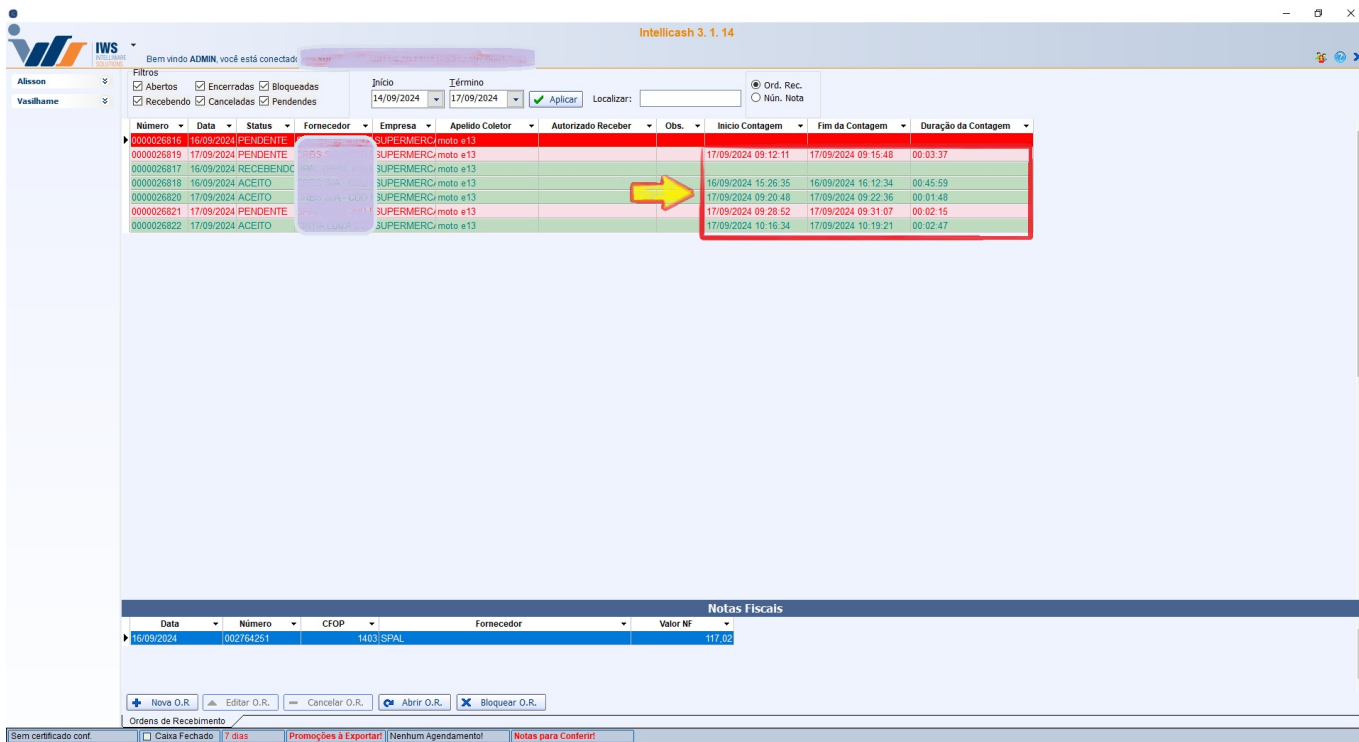 Intellicash 3. 1. 14
IWS
INTELLIWARE
SOLUTIONS
Bem vindo ADMIN, você está conectado
Alisson
Vasilhame
Filtros
Abertos Encerradas Bloqueadas
Recebendo Canceladas Pendendes
Início Término
14/09/2024 17/09/2024 Aplicar Localizar:
Ord. Rec.
Nún. Nota
Número Data Status Fornecedor Empresa Apelido Coletor Autorizado Receber Obs. Inicio Contagem Fim da Contagem Duração da Contagem
0000026816 16/09/2024 PENDENTE SUPERMERCA moto e13
0000026819 17/09/2024 PENDENTE SUPERMERCA moto e13 17/09/2024 09:12:11 17/09/2024 09:15:48 00:03:37
0000026817 16/09/2024 RECEBENDO SUPERMERCA moto e13
0000026818 16/09/2024 ACEITO SUPERMERCA moto e13 16/09/2024 15:26:35 16/09/2024 16:12:34 00:45:59
0000026820 17/09/2024 ACEITO SUPERMERCA moto e13 17/09/2024 09:20:48 17/09/2024 09:22:36 00:01:48
0000026821 17/09/2024 PENDENTE SUPERMERCA moto e13 17/09/2024 09:28:52 17/09/2024 09:31:07 00:02:15
0000026822 17/09/2024 ACEITO SUPERMERCA moto e13 17/09/2024 10:16:34 17/09/2024 10:19:21 00:02:47
Notas Fiscais
Data Número CFOP Fornecedor Valor NF
16/09/2024 002764251 1403 SPAL 117,02
Nova O.R Editar O.R. Cancelar O.R. Abrir O.R. Bloquear O.R.
Ordens de Recebimento
Sem certificado conf. Caixa Fechado 7 dias Promoções à Exportar! Nenhum Agendamento! Notas para Conferir!